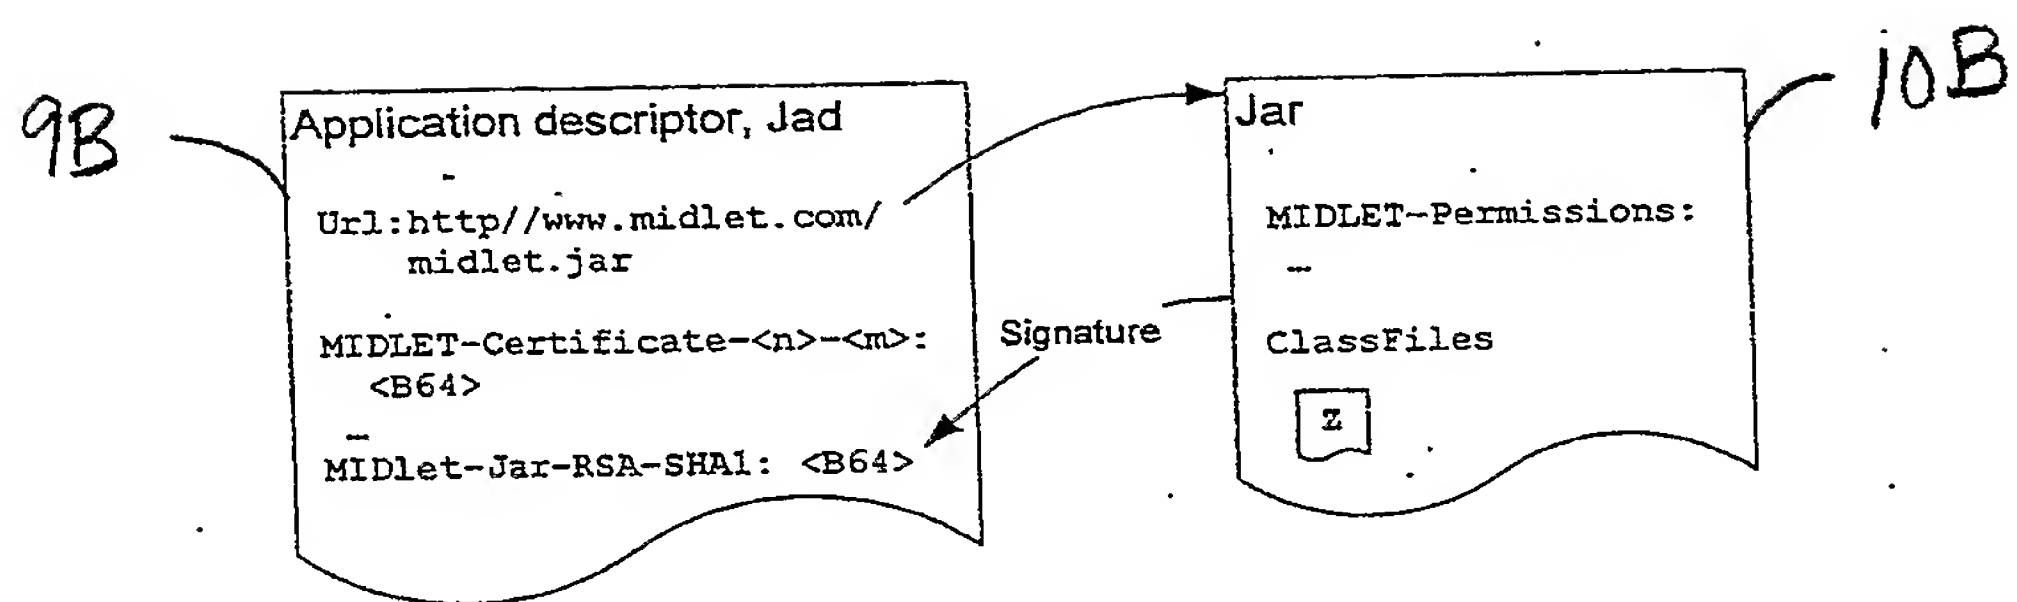 9B
Application descriptor, Jad
Url:http//www.midlet.com/
midlet.jar
MIDLET-Certificate-<n>-<m>:
<B64>
MIDlet-Jar-RSA-SHA1: <B64>
Signature
10B
Jar
MIDLET-Permissions:
ClassFiles
Z